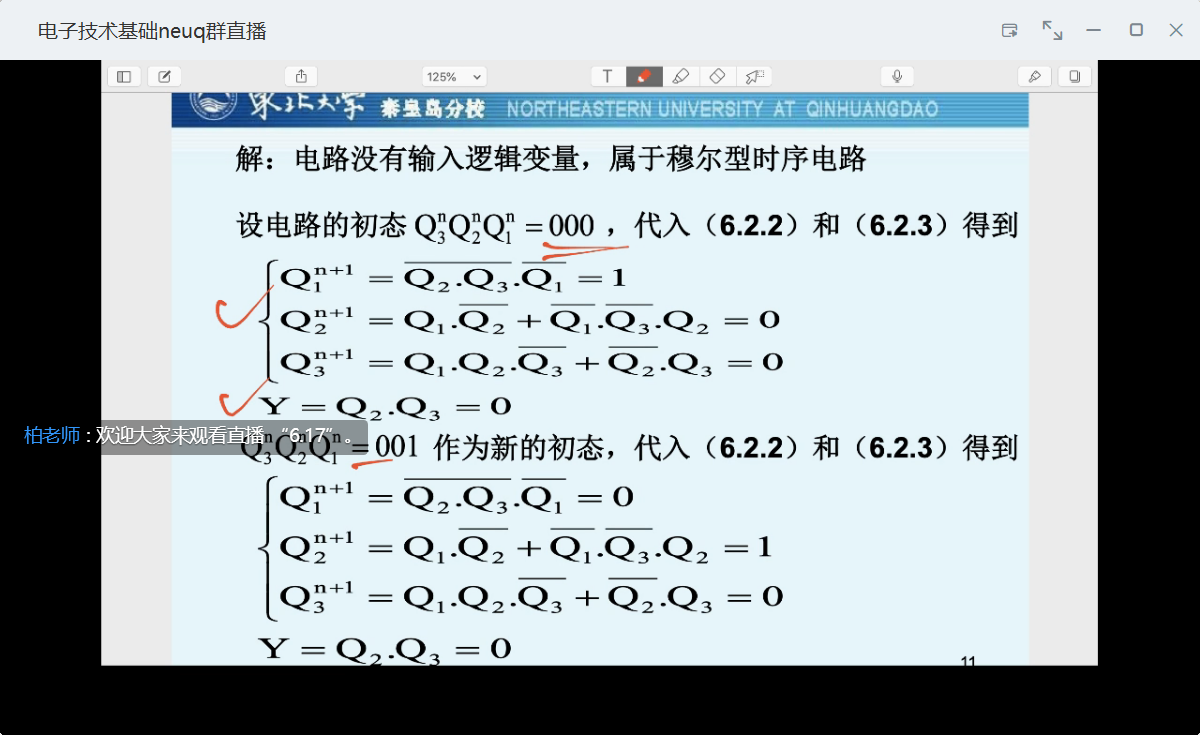 电子技术基础neuq群直播
125%
T
东北大学 秦皇岛分校 NORTHEASTERN UNIVERSITY AT QINHUANGDAO
解：电路没有输入逻辑变量，属于穆尔型时序电路
设电路的初态 Q₃ⁿQ₂ⁿQ₁ⁿ =000 ，代入（6.2.2）和（6.2.3）得到
Q₁ⁿ⁺¹ = \overline{Q₂.Q₃}.\overline{Q₁} = 1
Q₂ⁿ⁺¹ = Q₁.\overline{Q₂} + \overline{Q₁}.\overline{Q₃}.Q₂ = 0
Q₃ⁿ⁺¹ = Q₁.Q₂.\overline{Q₃} + \overline{Q₂}.Q₃ = 0
Y = Q₂.Q₃ = 0
柏老师 : 欢迎大家来观看直播 “6.17” 。
Q₃ⁿQ₂ⁿQ₁ⁿ =001 作为新的初态，代入（6.2.2）和（6.2.3）得到
Q₁ⁿ⁺¹ = \overline{Q₂.Q₃}.\overline{Q₁} = 0
Q₂ⁿ⁺¹ = Q₁.\overline{Q₂} + \overline{Q₁}.\overline{Q₃}.Q₂ = 1
Q₃ⁿ⁺¹ = Q₁.Q₂.\overline{Q₃} + \overline{Q₂}.Q₃ = 0
Y = Q₂.Q₃ = 0
11